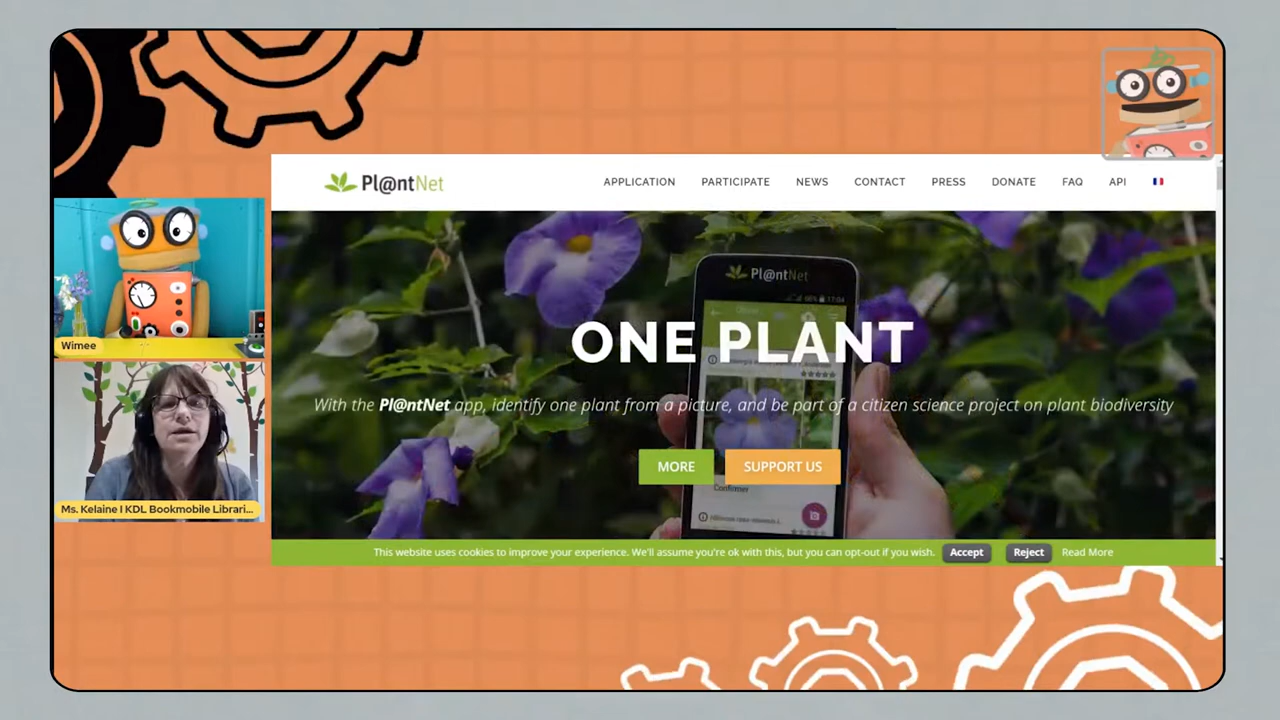 Pl@ntNet
APPLICATION PARTICIPATE NEWS CONTACT PRESS DONATE FAQ API
Pl@ntNet
17:04
ONE PLANT
With the Pl@ntNet app, identify one plant from a picture, and be part of a citizen science project on plant biodiversity
MORE SUPPORT US
Confirmer
This website uses cookies to improve your experience. We'll assume you're ok with this, but you can opt-out if you wish. Accept Reject Read More
Wimee
Ms. Kelaine I KDL Bookmobile Librari...